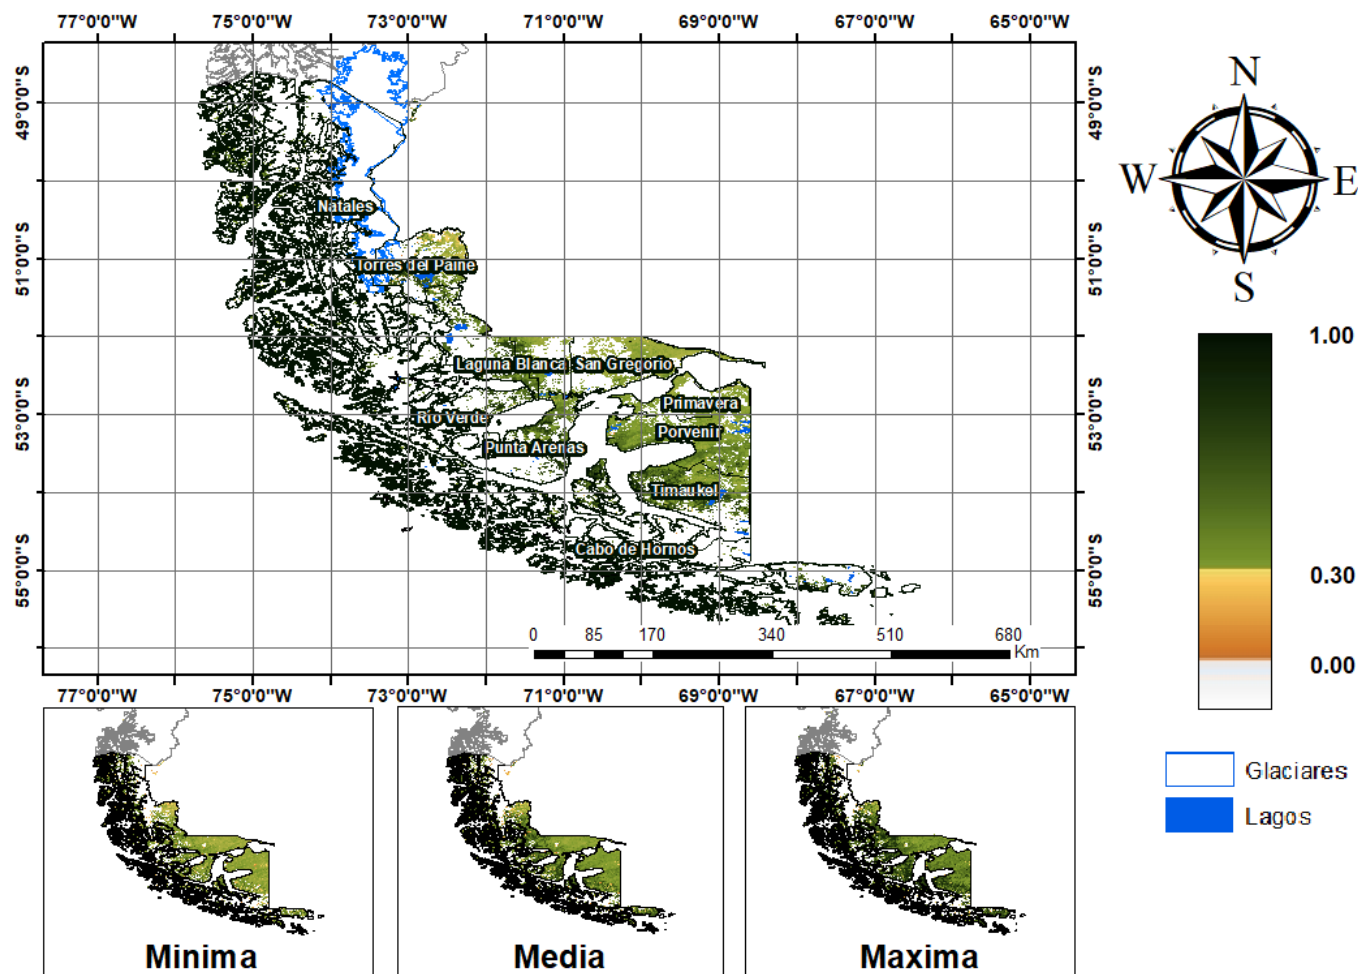 77°0'0"W 75°0'0"W 73°0'0"W 71°0'0"W 69°0'0"W 67°0'0"W 65°0'0"W
49°0'0"S 49°0'0"S
51°0'0"S 51°0'0"S
53°0'0"S 53°0'0"S
55°0'0"S 55°0'0"S
Natales
Torres del Paine
Laguna Blanca San Gregorio
Primavera
Rio Verde
Porvenir
Punta Arenas
Timaukel
Cabo de Hornos
0 85 170 340 510 680
Km
77°0'0"W 75°0'0"W 73°0'0"W 71°0'0"W 69°0'0"W 67°0'0"W 65°0'0"W
N
W E
S
1.00
0.30
0.00
Glaciares
Lagos
Minima Media Maxima